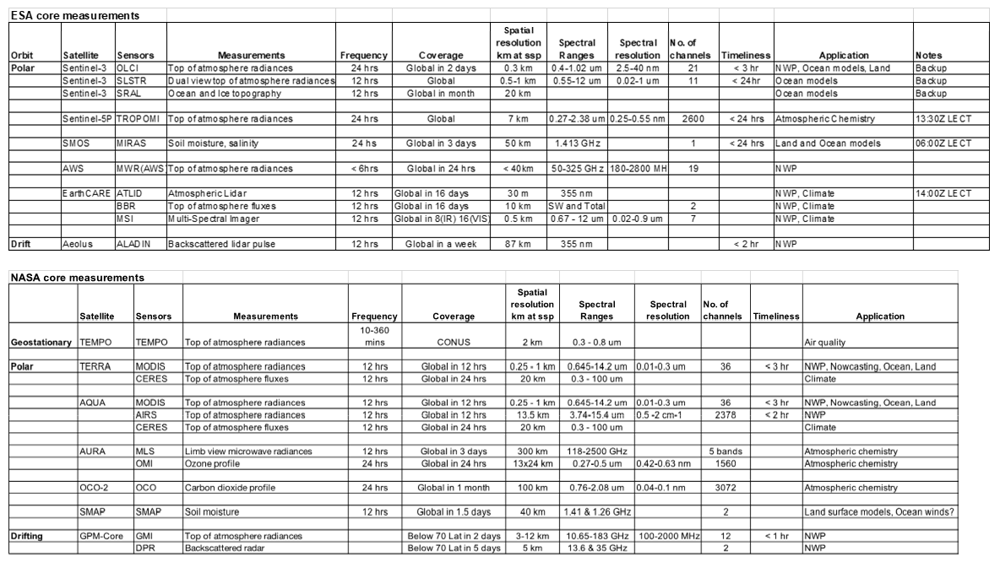 ESA core measurements
Orbit Satellite Sensors Measurements Frequency Coverage Spatial resolution km at ssp Spectral Ranges Spectral resolution No. of channels Timeliness Application Notes
Polar Sentinel-3 OLCI Top of atmosphere radiances 24 hrs Global in 2 days 0.3 km 0.4-1.02 um 2.5-40 nm 21 < 3 hr NWP, Ocean models, Land Backup
Sentinel-3 SLSTR Dual view top of atmosphere radiances 12 hrs Global 0.5-1 km 0.55-12 um 0.02-1 um 11 < 24hr Ocean models Backup
Sentinel-3 SRAL Ocean and Ice topography 12 hrs Global in month 20 km Ocean models Backup
Sentinel-5P TROPOMI Top of atmosphere radiances 24 hrs Global 7 km 0.27-2.38 um 0.25-0.55 nm 2600 < 24 hrs Atmospheric Chemistry 13:30Z LECT
SMOS MIRAS Soil moisture, salinity 24 hs Global in 3 days 50 km 1.413 GHz 1 < 24 hrs Land and Ocean models 06:00Z LECT
AWS MWR(AWS Top of atmosphere radiances < 6hrs Global in 24 hrs < 40km 50-325 GHz 180-2800 MH 19 NWP
EarthCARE ATLID Atmospheric Lidar 12 hrs Global in 16 days 30 m 355 nm NWP, Climate 14:00Z LECT
BBR Top of atmosphere fluxes 12 hrs Global in 16 days 10 km SW and Total 2 NWP, Climate
MSI Multi-Spectral Imager 12 hrs Global in 8(IR) 16(VIS) 0.5 km 0.67 - 12 um 0.02-0.9 um 7 NWP, Climate
Drift Aeolus ALADIN Backscattered lidar pulse 12 hrs Global in a week 87 km 355 nm < 2 hr NWP
NASA core measurements
Satellite Sensors Measurements Frequency Coverage Spatial resolution km at ssp Spectral Ranges Spectral resolution No. of channels Timeliness Application
Geostationary TEMPO TEMPO Top of atmosphere radiances 10-360 mins CONUS 2 km 0.3 - 0.8 um Air quality
Polar TERRA MODIS Top of atmosphere radiances 12 hrs Global in 12 hrs 0.25 - 1 km 0.645-14.2 um 0.01-0.3 um 36 < 3 hr NWP, Nowcasting, Ocean, Land
CERES Top of atmosphere fluxes 12 hrs Global in 24 hrs 20 km 0.3 - 100 um Climate
AQUA MODIS Top of atmosphere radiances 12 hrs Global in 12 hrs 0.25 - 1 km 0.645-14.2 um 0.01-0.3 um 36 < 3 hr NWP, Nowcasting, Ocean, Land
AIRS Top of atmosphere radiances 12 hrs Global in 12 hrs 13.5 km 3.74-15.4 um 0.5 -2 cm-1 2378 < 2 hr NWP
CERES Top of atmosphere fluxes 12 hrs Global in 24 hrs 20 km 0.3 - 100 um Climate
AURA MLS Limb view microwave radiances 12 hrs Global in 3 days 300 km 118-2500 GHz 5 bands Atmospheric chemistry
OMI Ozone profile 24 hrs Global in 24 hrs 13x24 km 0.27-0.5 um 0.42-0.63 nm 1560 Atmospheric chemistry
OCO-2 OCO Carbon dioxide profile 24 hrs Global in 1 month 100 km 0.76-2.08 um 0.04-0.1 nm 3072 Atmospheric chemistry
SMAP SMAP Soil moisture 12 hrs Global in 1.5 days 40 km 1.41 & 1.26 GHz 2 Land surface models, Ocean winds?
Drifting GPM-Core GMI Top of atmosphere radiances Below 70 Lat in 2 days 3-12 km 10.65-183 GHz 100-2000 MHz 12 < 1 hr NWP
DPR Backscattered radar Below 70 Lat in 5 days 5 km 13.6 & 35 GHz 2 NWP